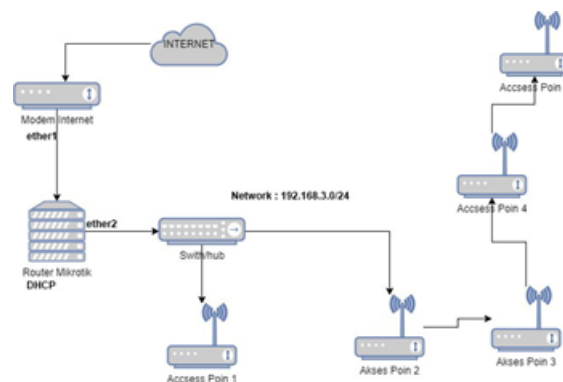 INTERNET
Modem Internet
ether1
Router Mikrotik
DHCP
ether2
Network : 192.168.3.0/24
Swith/hub
Accsess Poin 1
Akses Poin 2
Akses Poin 3
Accsess Poin 4
Accsess Poin